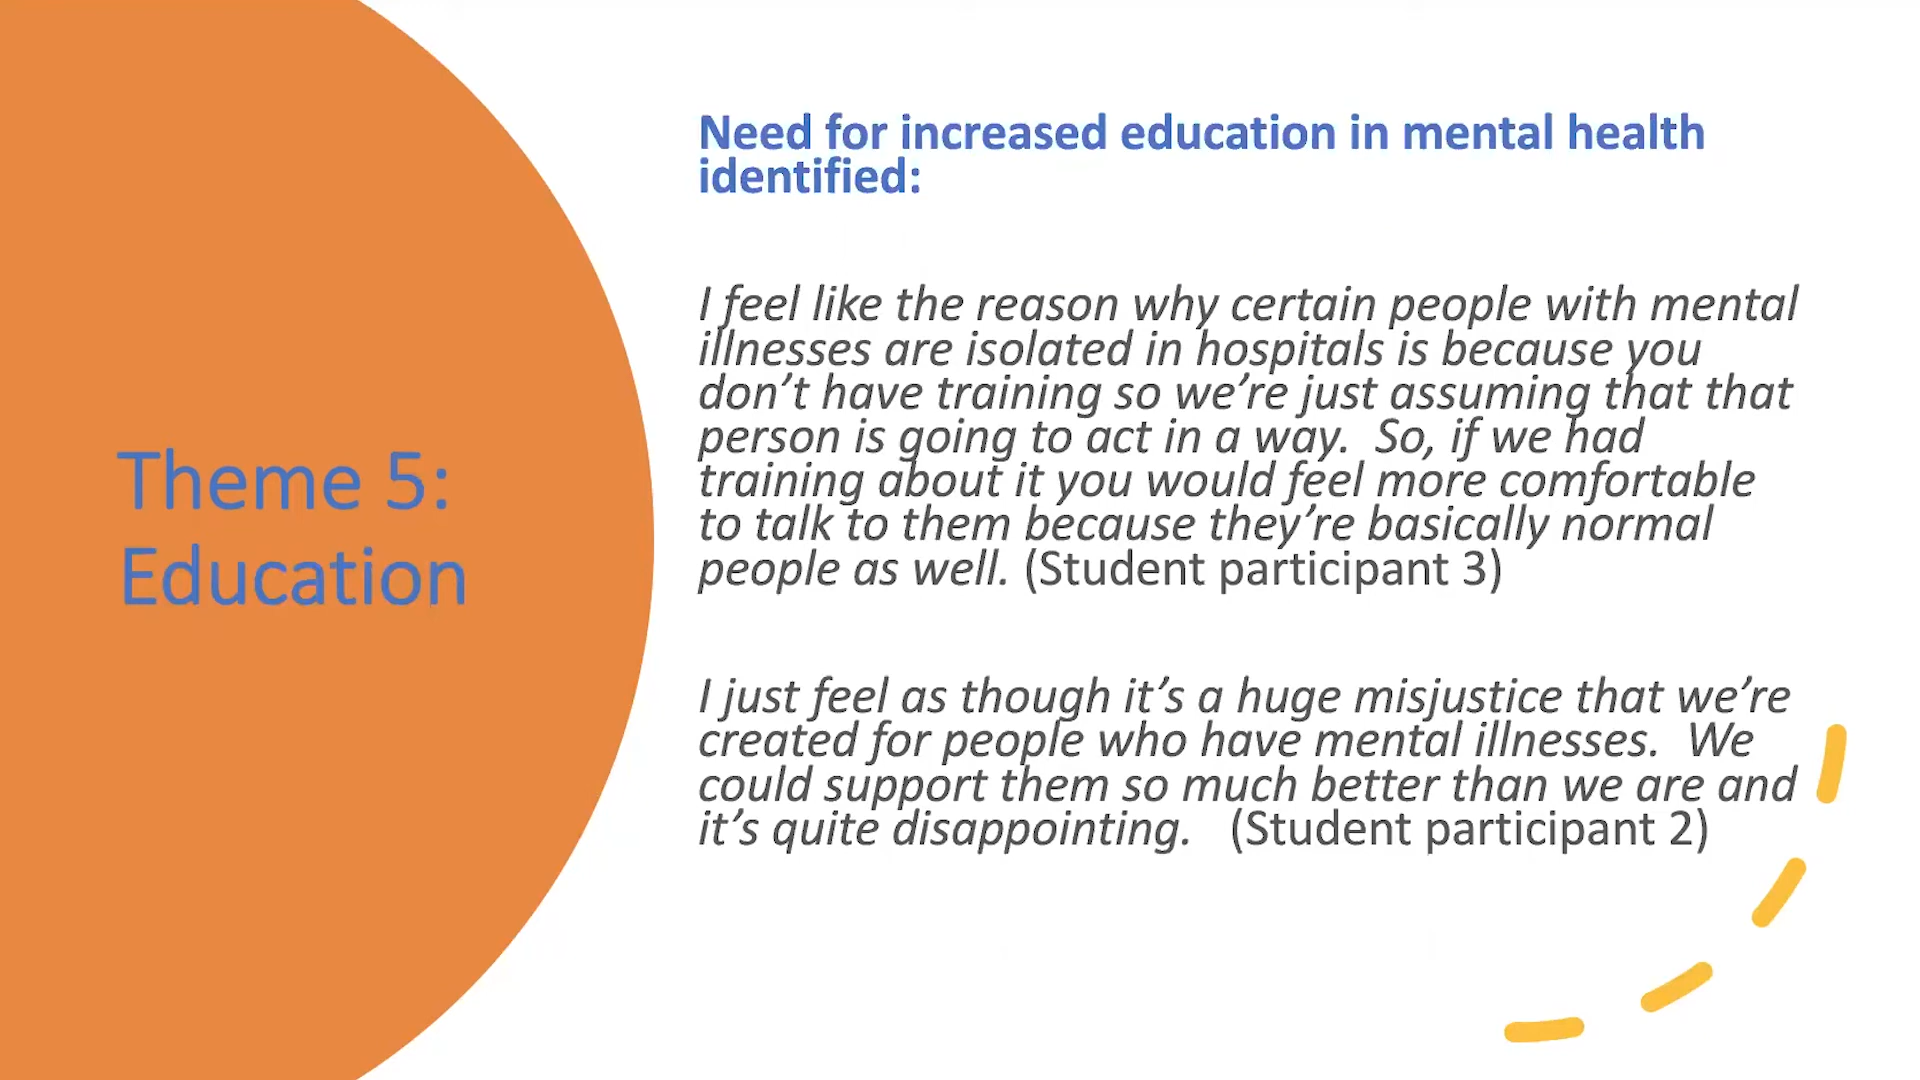 Theme 5:
Education
Need for increased education in mental health
identified:
I feel like the reason why certain people with mental
illnesses are isolated in hospitals is because you
don’t have training so we’re just assuming that that
person is going to act in a way.  So, if we had
training about it you would feel more comfortable
to talk to them because they’re basically normal
people as well. (Student participant 3)
I just feel as though it’s a huge misjustice that we’re
created for people who have mental illnesses.  We
could support them so much better than we are and
it’s quite disappointing.   (Student participant 2)